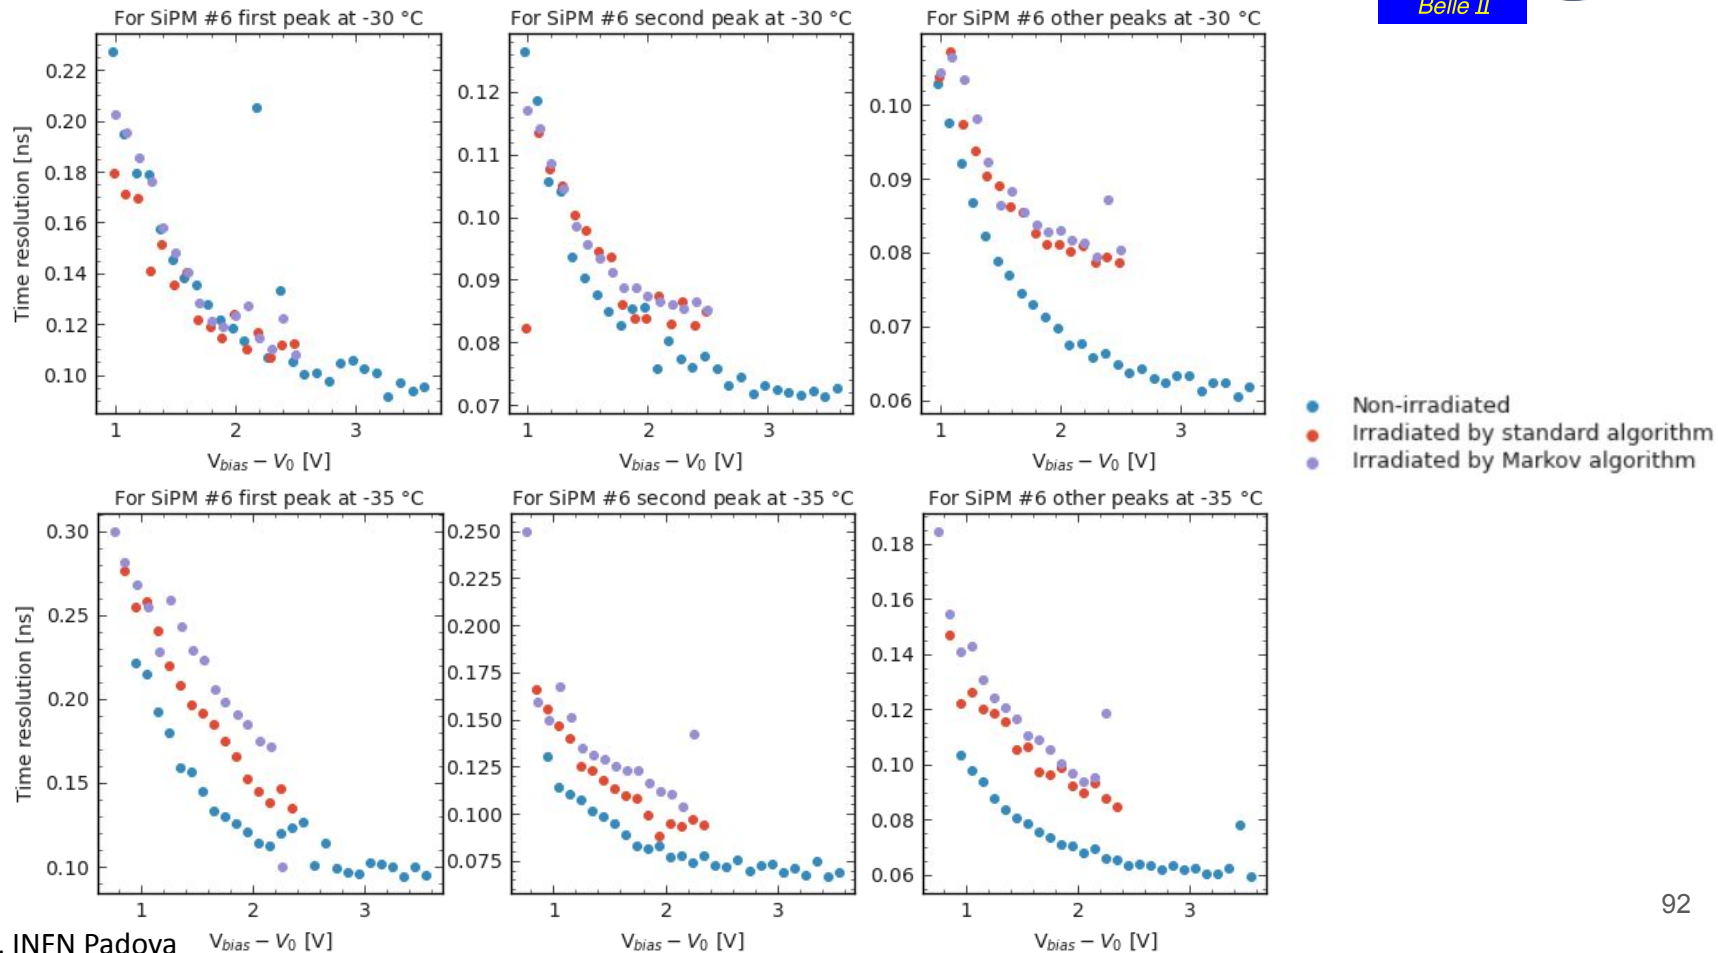 Belle II
For SiPM #6 first peak at -30 °C
For SiPM #6 second peak at -30 °C
For SiPM #6 other peaks at -30 °C
Time resolution [ns]
0.22
0.20
0.18
0.16
0.14
0.12
0.10
1 2 3
V_bias − V_0 [V]
0.12
0.11
0.10
0.09
0.08
0.07
1 2 3
V_bias − V_0 [V]
0.10
0.09
0.08
0.07
0.06
1 2 3
V_bias − V_0 [V]
Non-irradiated
Irradiated by standard algorithm
Irradiated by Markov algorithm
For SiPM #6 first peak at -35 °C
For SiPM #6 second peak at -35 °C
For SiPM #6 other peaks at -35 °C
Time resolution [ns]
0.30
0.25
0.20
0.15
0.10
1 2 3
V_bias − V_0 [V]
0.250
0.225
0.200
0.175
0.150
0.125
0.100
0.075
1 2 3
V_bias − V_0 [V]
0.18
0.16
0.14
0.12
0.10
0.08
0.06
1 2 3
V_bias − V_0 [V]
92
. INFN Padova